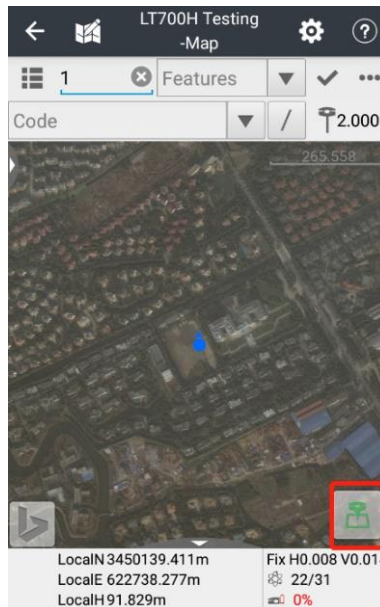 LT700H Testing
-Map
?
1
Features
Code
/
2.000
265.558
LocalN 3450139.411m
Fix H0.008 V0.01
LocalE 622738.277m
22/31
LocalH 91.829m
0%